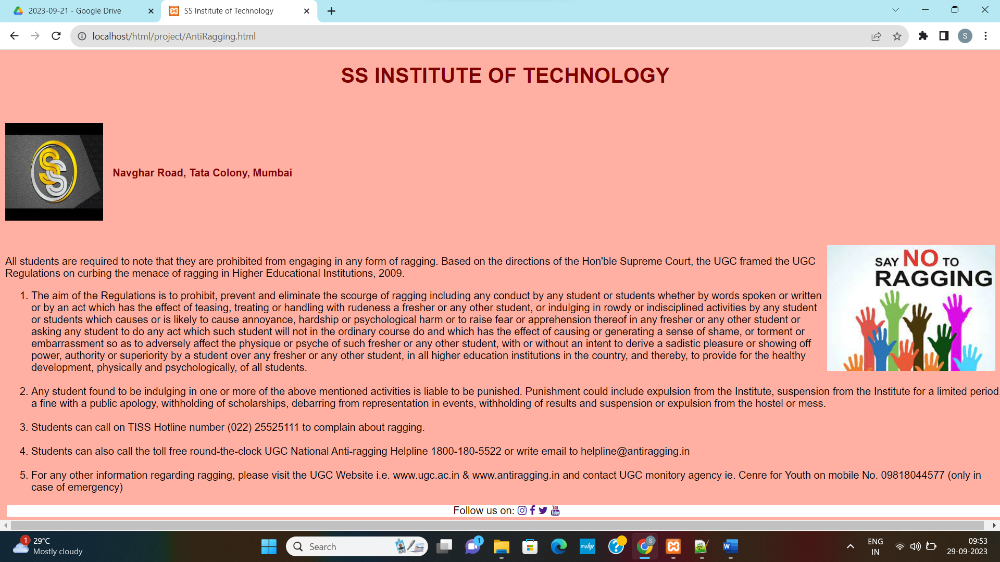 2023-09-21 - Google Drive
SS Institute of Technology
localhost/html/project/AntiRagging.html
S
SS INSTITUTE OF TECHNOLOGY
SS
Navghar Road, Tata Colony, Mumbai
SAY NO TO
RAGGING
All students are required to note that they are prohibited from engaging in any form of ragging. Based on the directions of the Hon'ble Supreme Court, the UGC framed the UGC
Regulations on curbing the menace of ragging in Higher Educational Institutions, 2009.
1. The aim of the Regulations is to prohibit, prevent and eliminate the scourge of ragging including any conduct by any student or students whether by words spoken or written
or by an act which has the effect of teasing, treating or handling with rudeness a fresher or any other student, or indulging in rowdy or indisciplined activities by any student
or students which causes or is likely to cause annoyance, hardship or psychological harm or to raise fear or apprehension thereof in any fresher or any other student or
asking any student to do any act which such student will not in the ordinary course do and which has the effect of causing or generating a sense of shame, or torment or
embarrassment so as to adversely affect the physique or psyche of such fresher or any other student, with or without an intent to derive a sadistic pleasure or showing off
power, authority or superiority by a student over any fresher or any other student, in all higher education institutions in the country, and thereby, to provide for the healthy
development, physically and psychologically, of all students.
2. Any student found to be indulging in one or more of the above mentioned activities is liable to be punished. Punishment could include expulsion from the Institute, suspension from the Institute for a limited period
a fine with a public apology, withholding of scholarships, debarring from representation in events, withholding of results and suspension or expulsion from the hostel or mess.
3. Students can call on TISS Hotline number (022) 25525111 to complain about ragging.
4. Students can also call the toll free round-the-clock UGC National Anti-ragging Helpline 1800-180-5522 or write email to helpline@antiragging.in
5. For any other information regarding ragging, please visit the UGC Website i.e. www.ugc.ac.in & www.antiragging.in and contact UGC monitory agency ie. Cenre for Youth on mobile No. 09818044577 (only in
case of emergency)
Follow us on: You Tube
1
29°C
Mostly cloudy
Search
1
myhp
?
S
W
ENG
IN
09:53
29-09-2023